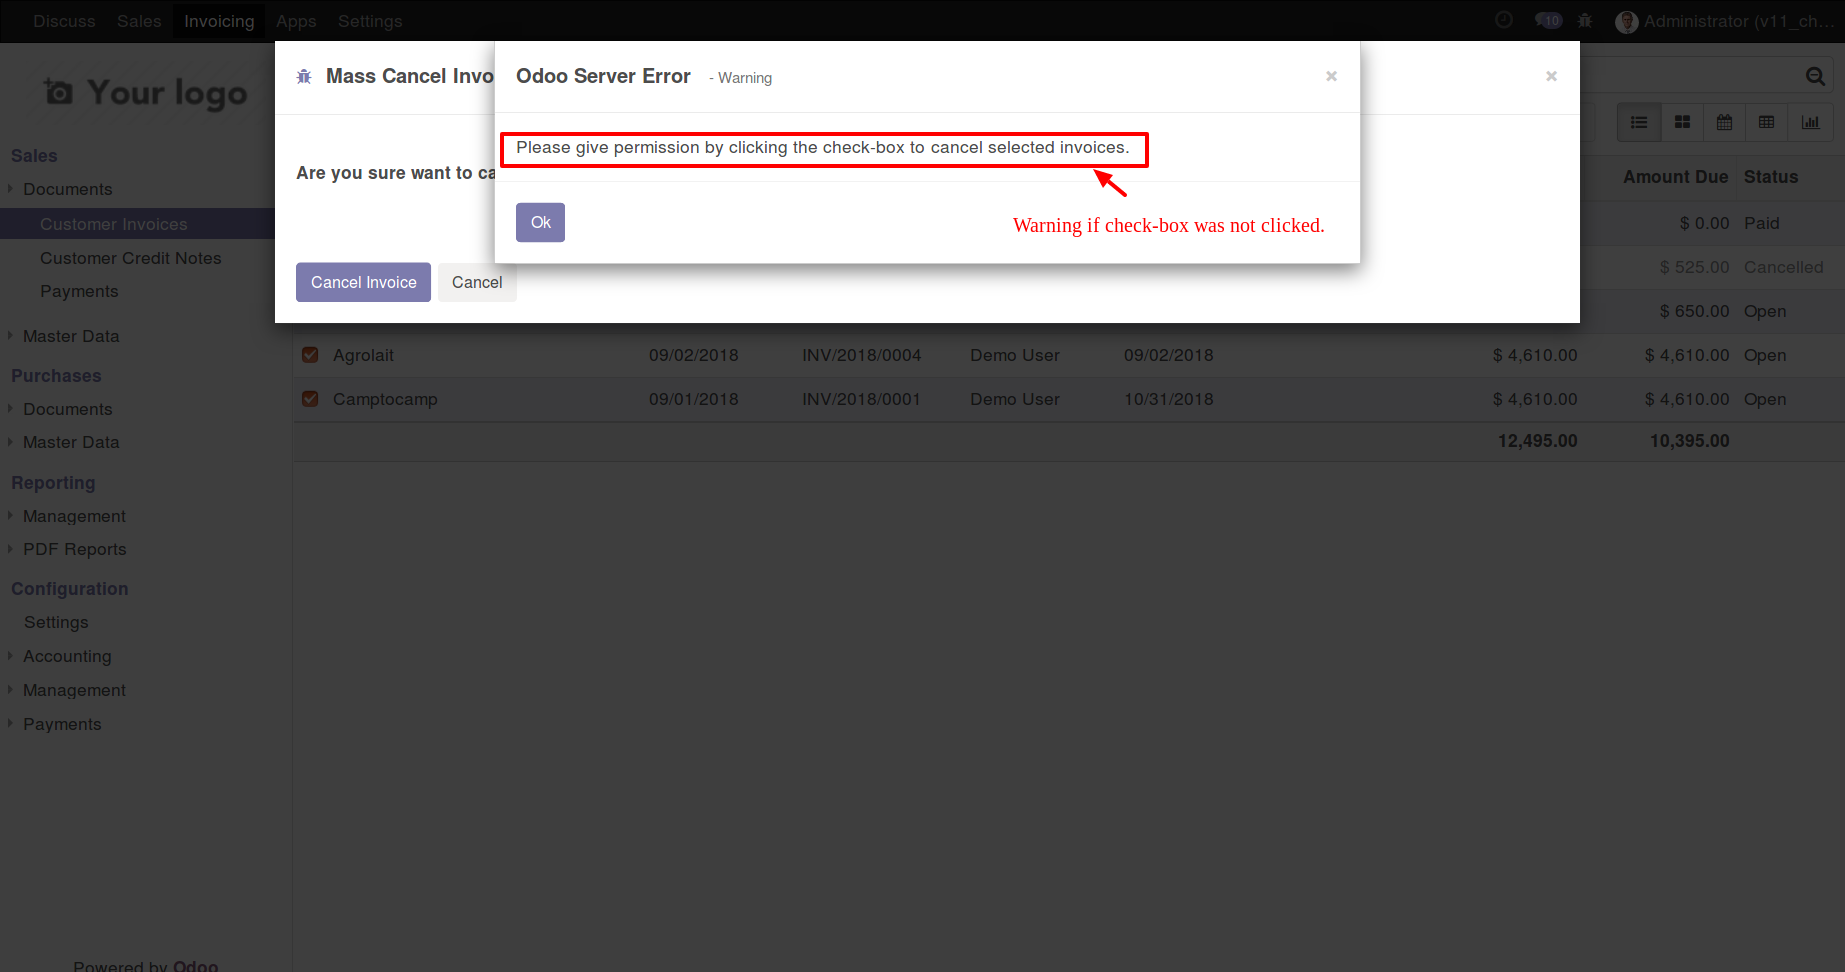 Discuss Sales Invoicing Apps Settings 10 Administrator (v11_ch...
Your logo
Mass Cancel Invo
Odoo Server Error - Warning
Please give permission by clicking the check-box to cancel selected invoices.
Are you sure want to ca
Ok
Warning if check-box was not clicked.
Cancel Invoice Cancel
Sales
Documents
Customer Invoices
Customer Credit Notes
Payments
Master Data
Purchases
Documents
Master Data
Reporting
Management
PDF Reports
Configuration
Settings
Accounting
Management
Payments
Powered by Odoo
Amount Due Status
$ 0.00 Paid
$ 525.00 Cancelled
$ 650.00 Open
Agrolait 09/02/2018 INV/2018/0004 Demo User 09/02/2018 $ 4,610.00 $ 4,610.00 Open
Camptocamp 09/01/2018 INV/2018/0001 Demo User 10/31/2018 $ 4,610.00 $ 4,610.00 Open
12,495.00 10,395.00